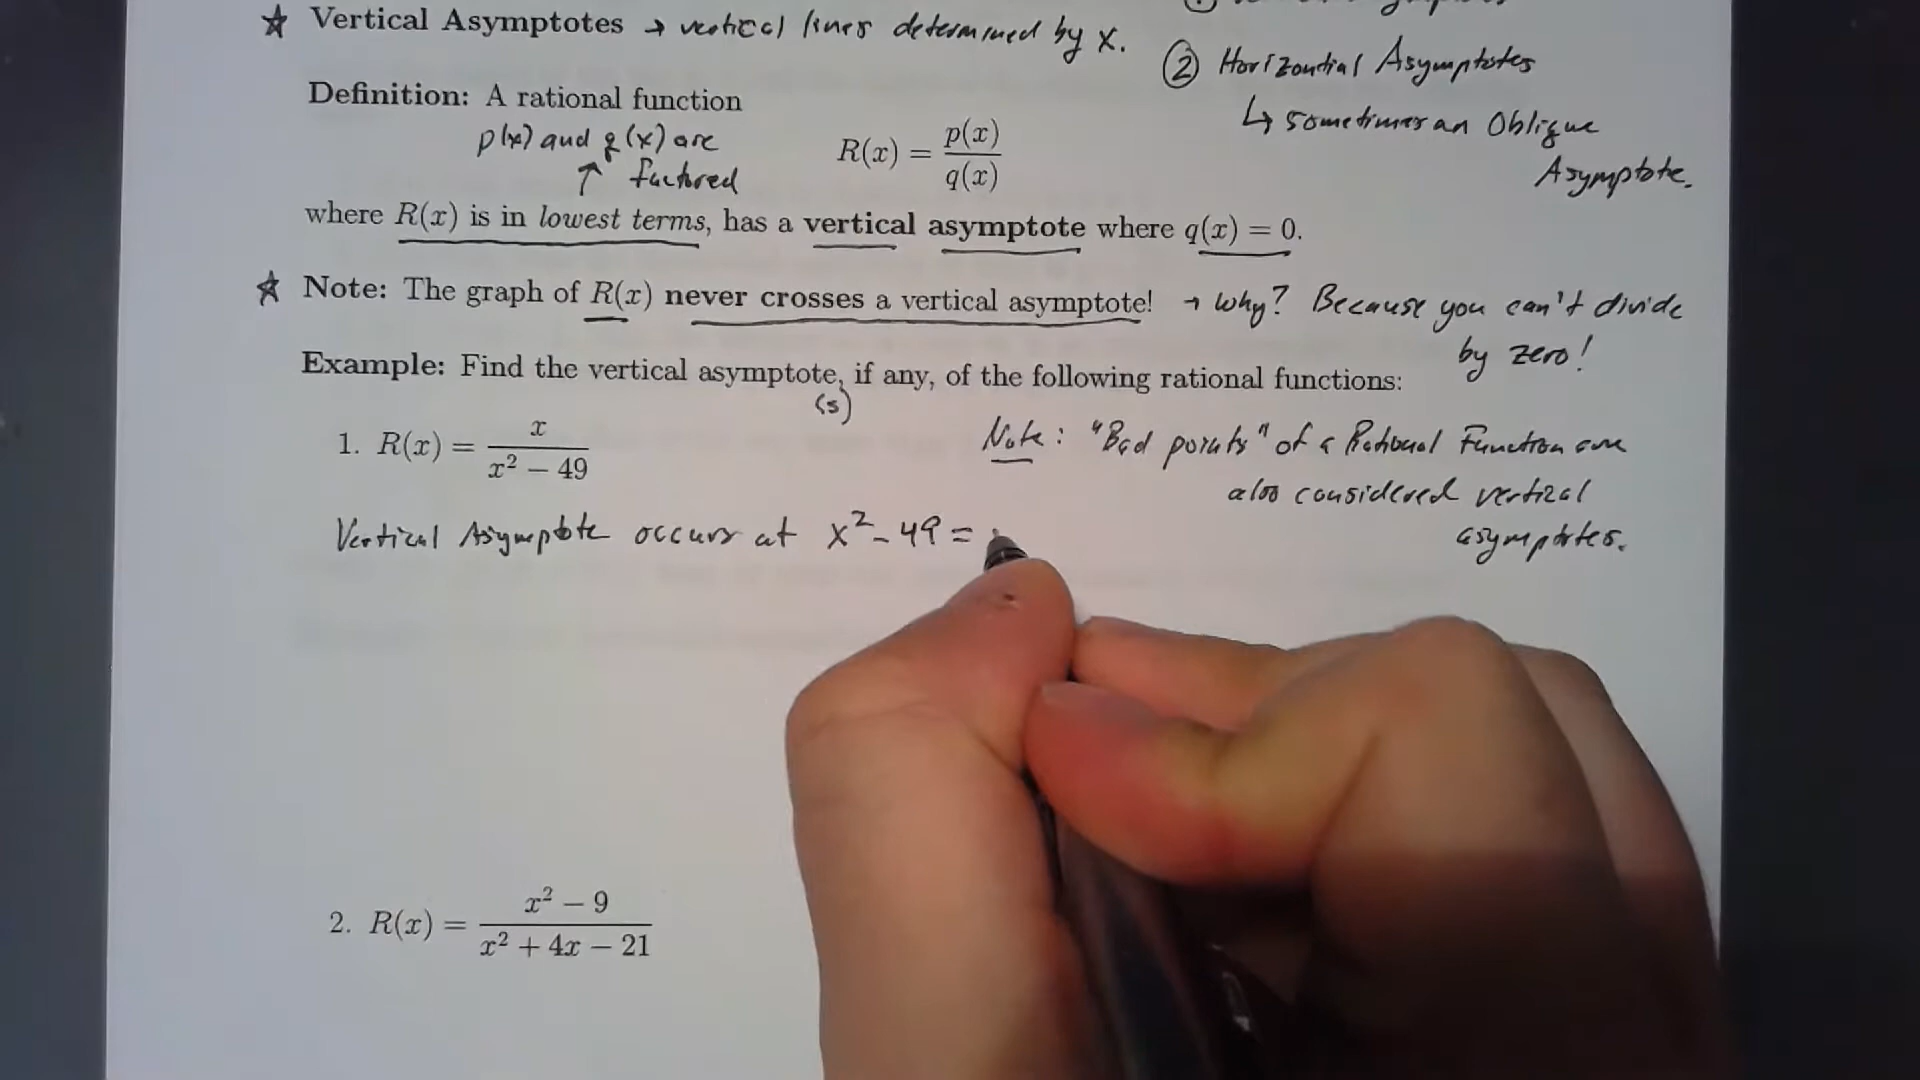 ☆ Vertical Asymptotes → vertical lines determined by x.
② Horizontial Asymptotes
↳ sometimes an Oblique
Asymptote.
Definition: A rational function
p(x) and q(x) are
↑ factored
R(x) = p(x)/q(x)
where R(x) is in lowest terms, has a vertical asymptote where q(x) = 0.
☆ Note: The graph of R(x) never crosses a vertical asymptote! → Why? Because you can't divide
by zero!
Example: Find the vertical asymptote, if any, of the following rational functions:
(s)
1. R(x) = x/(x² − 49)
Note: "Bad points" of a Rational Function are
also considered vertical
asymptotes.
Vertical Asymptote occurs at x² - 49 =
2. R(x) = (x² − 9)/(x² + 4x − 21)